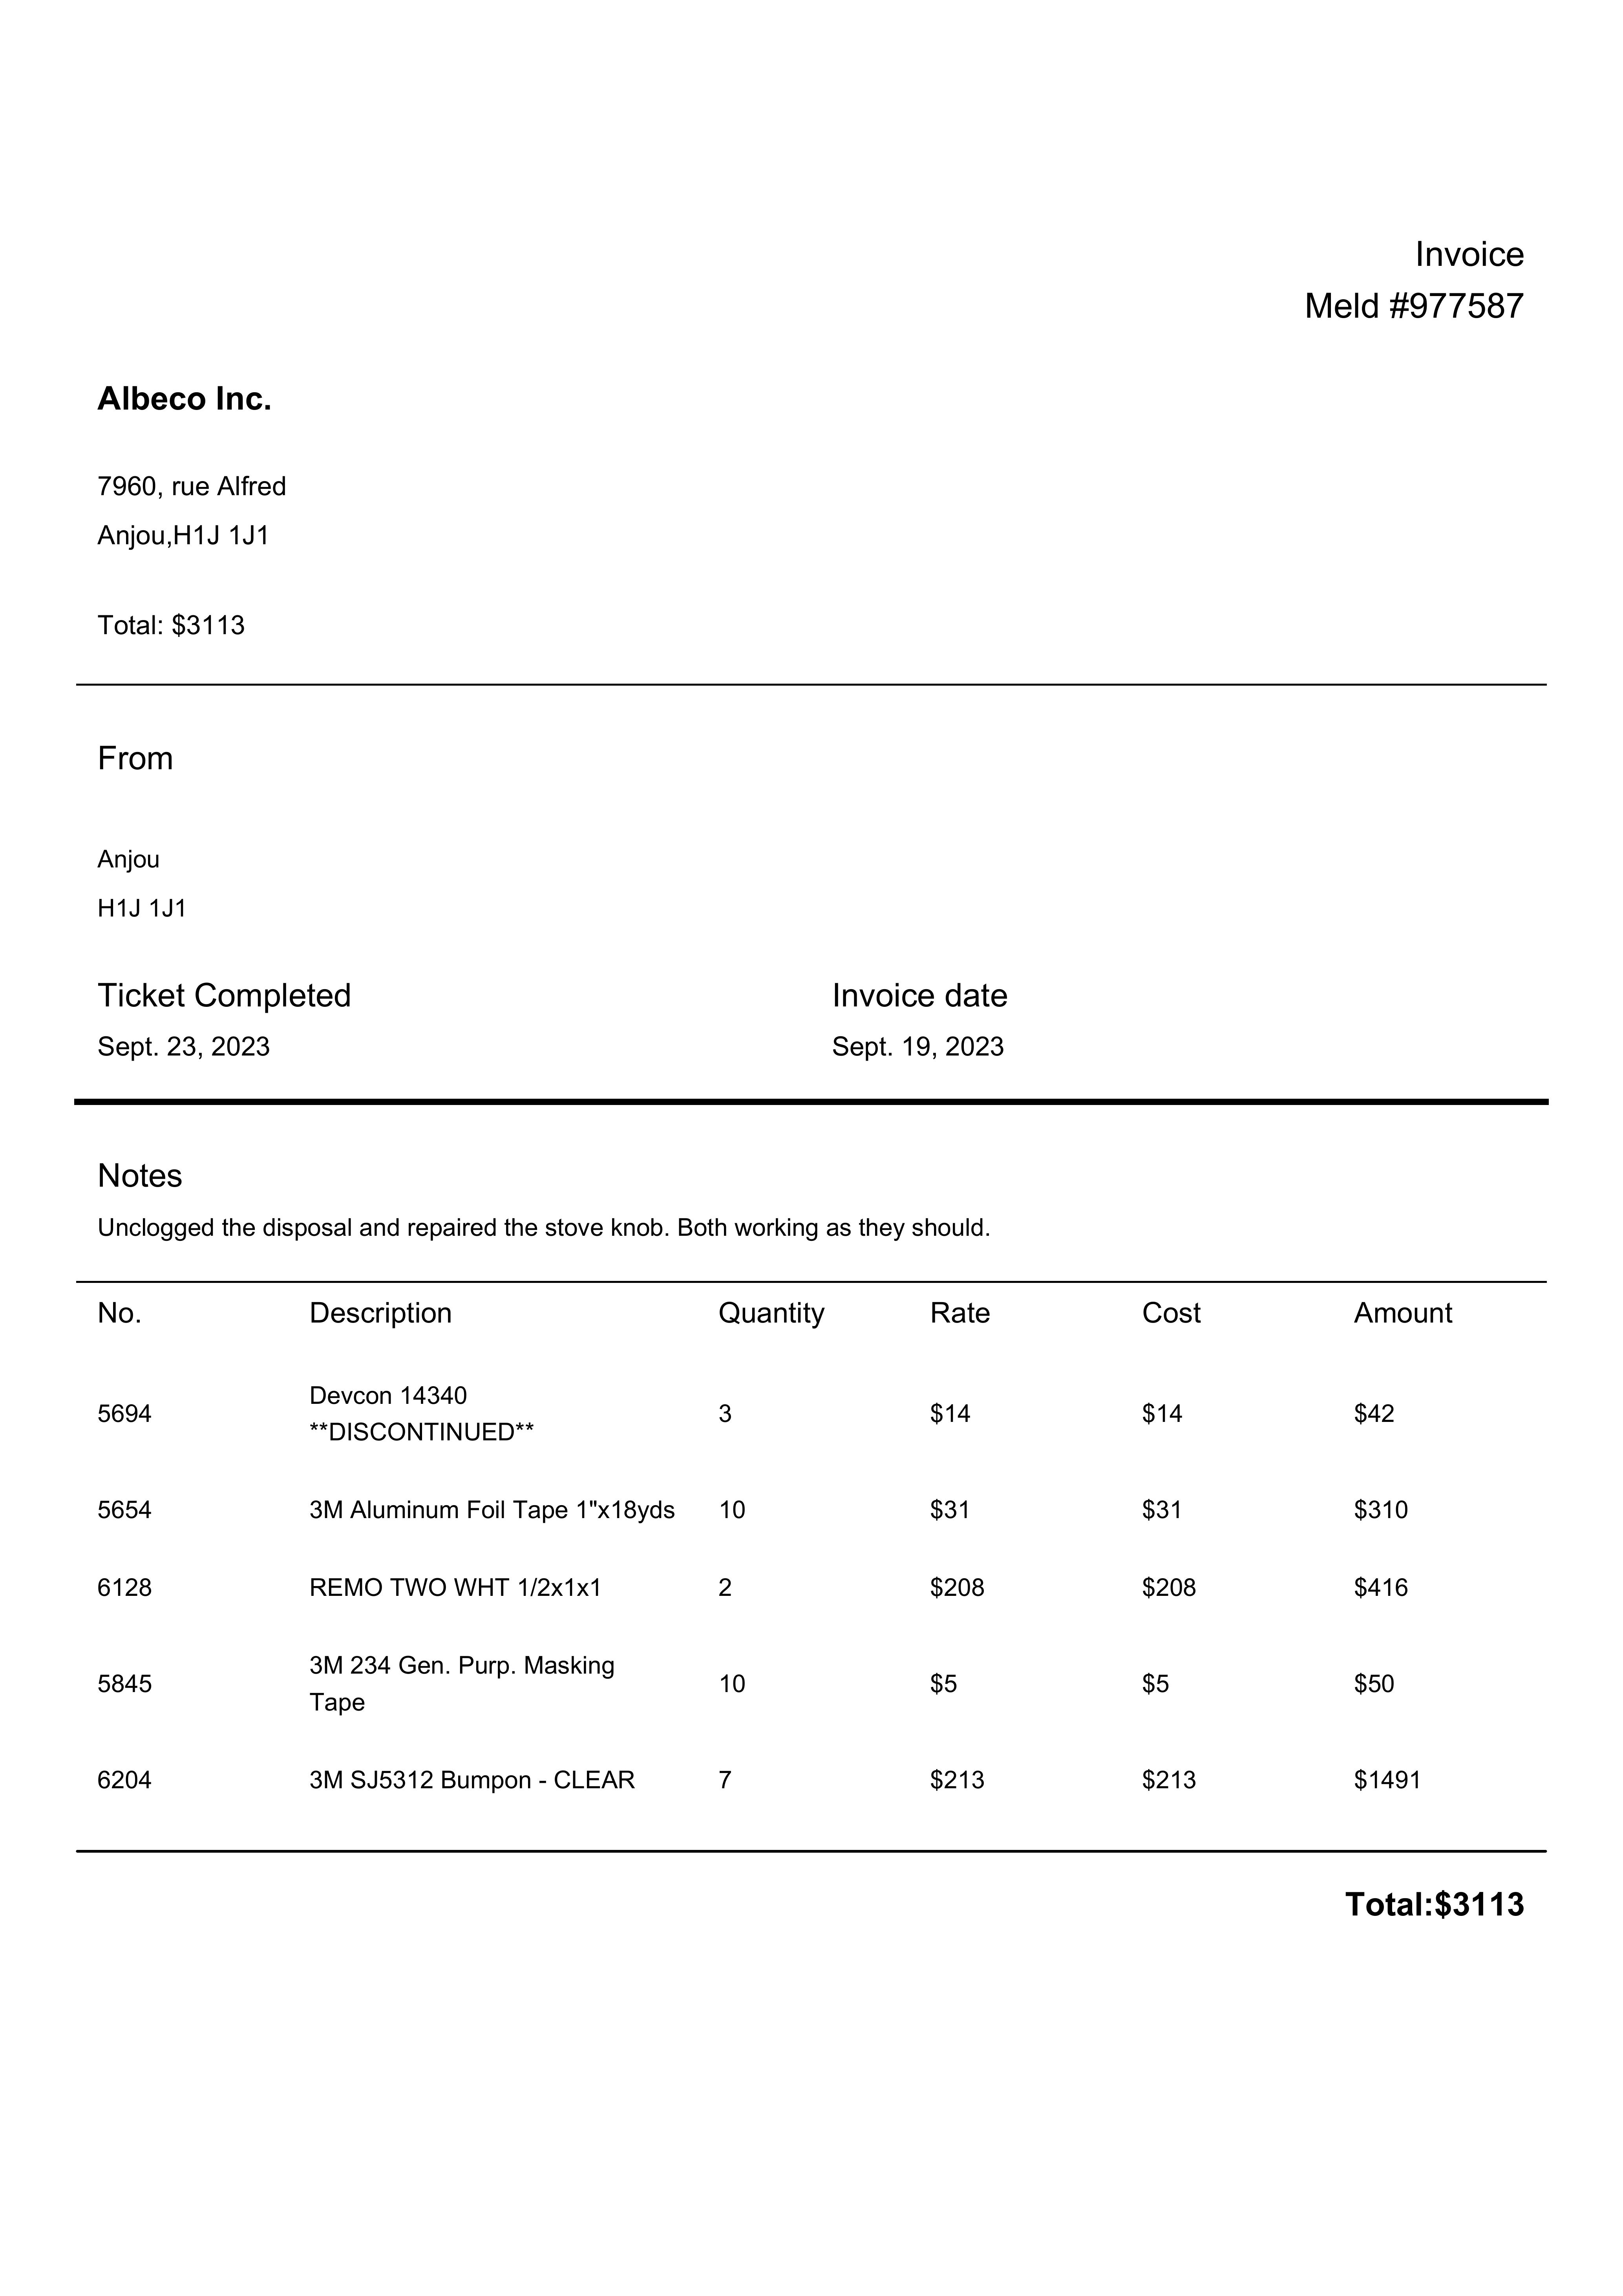 Invoice
Meld #977587
Albeco Inc.
7960, rue Alfred
Anjou,H1J 1J1
Total: $3113
From
Anjou
H1J 1J1
Ticket Completed Invoice date
Sept. 23, 2023 Sept. 19, 2023
Notes
Unclogged the disposal and repaired the stove knob. Both working as they should.
No. Description Quantity Rate Cost Amount
5694 Devcon 14340 **DISCONTINUED** 3 $14 $14 $42
5654 3M Aluminum Foil Tape 1"x18yds 10 $31 $31 $310
6128 REMO TWO WHT 1/2x1x1 2 $208 $208 $416
5845 3M 234 Gen. Purp. Masking Tape 10 $5 $5 $50
6204 3M SJ5312 Bumpon - CLEAR 7 $213 $213 $1491
Total:$3113